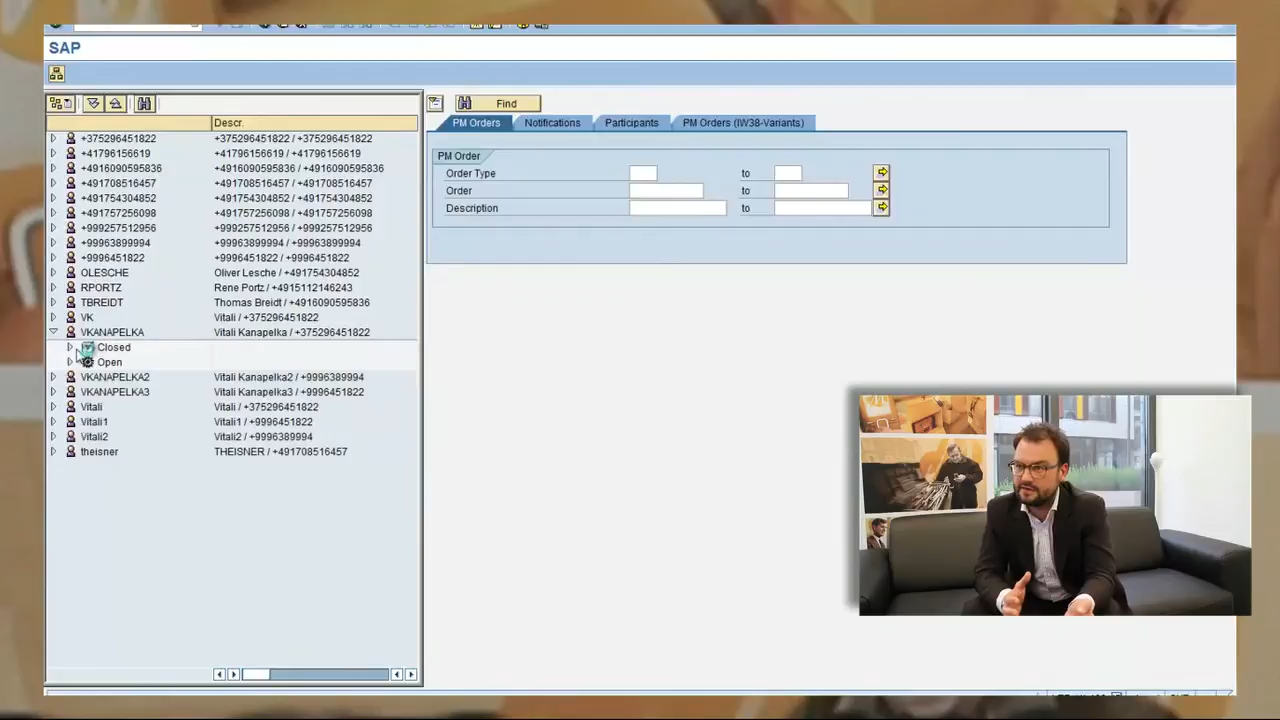 SAP
Descr.
+375296451822 +375296451822 / +375296451822
+41796156619 +41796156619 / +41796156619
+4916090595836 +4916090595836 / +4916090595836
+491708516457 +491708516457 / +491708516457
+491754304852 +491754304852 / +491754304852
+491757256098 +491757256098 / +491757256098
+999257512956 +999257512956 / +999257512956
+99963899994 +99963899994 / +99963899994
+9996451822 +9996451822 / +9996451822
OLESCHE Oliver Lesche / +491754304852
RPORTZ Rene Portz / +4915112146243
TBREIDT Thomas Breidt / +4916090595836
VK Vitali / +375296451822
VKANAPELKA Vitali Kanapelka / +375296451822
Closed
Open
VKANAPELKA2 Vitali Kanapelka2 / +9996389994
VKANAPELKA3 Vitali Kanapelka3 / +9996451822
Vitali Vitali / +375296451822
Vitali1 Vitali1 / +9996451822
Vitali2 Vitali2 / +9996389994
theisner THEISNER / +491708516457
Find
PM Orders Notifications Participants PM Orders (IW38-Variants)
PM Order
Order Type to
Order to
Description to